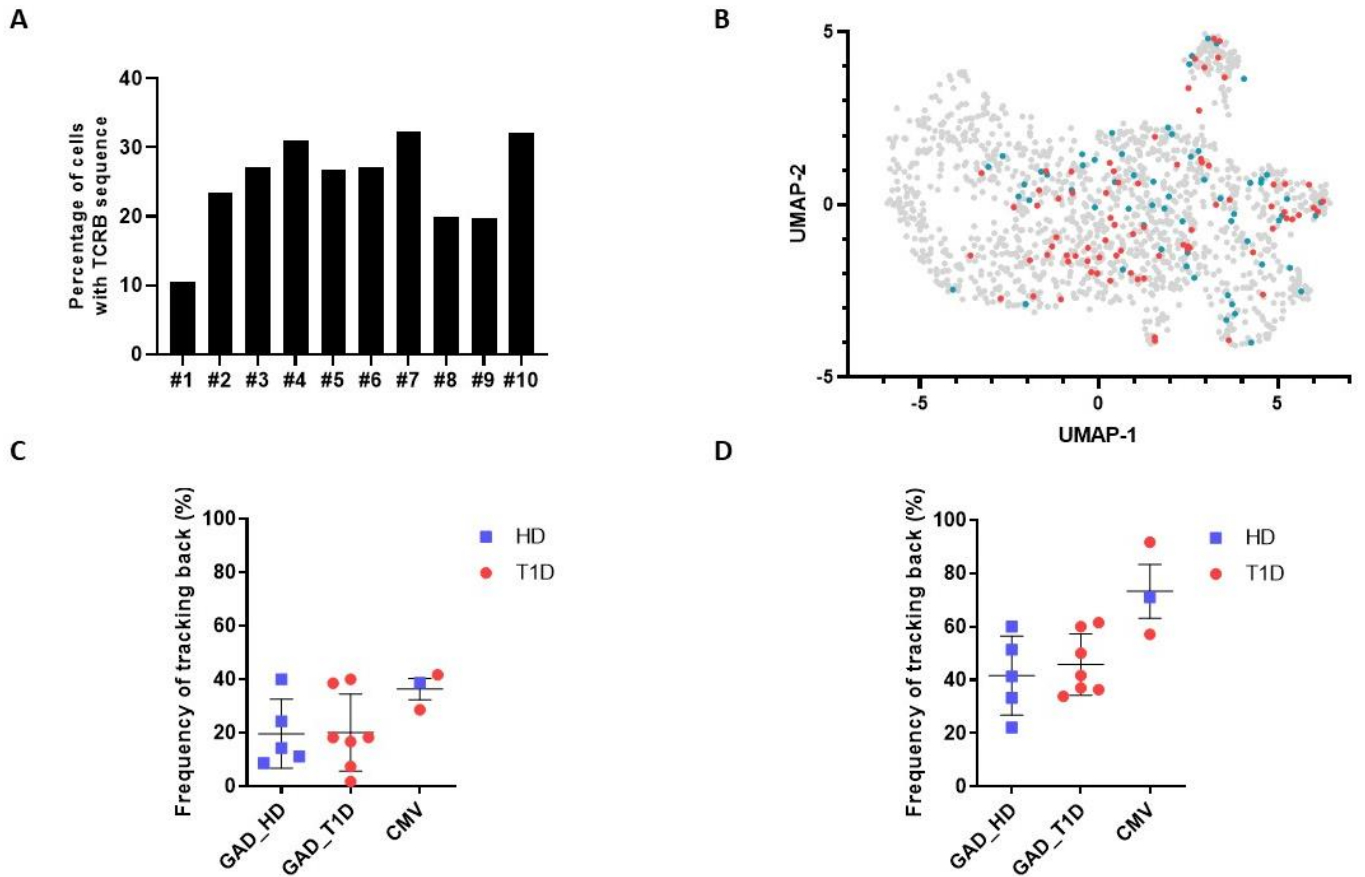 A
Percentage of cells
with TCRB sequence
40
30
20
10
0
#1 #2 #3 #4 #5 #6 #7 #8 #9 #10
B
UMAP-2
5
0
-5
-5 0 5
UMAP-1
C
Frequency of tracking back (%)
100
80
60
40
20
0
GAD_HD GAD_T1D CMV
HD
T1D
D
Frequency of tracking back (%)
100
80
60
40
20
0
GAD_HD GAD_T1D CMV
HD
T1D